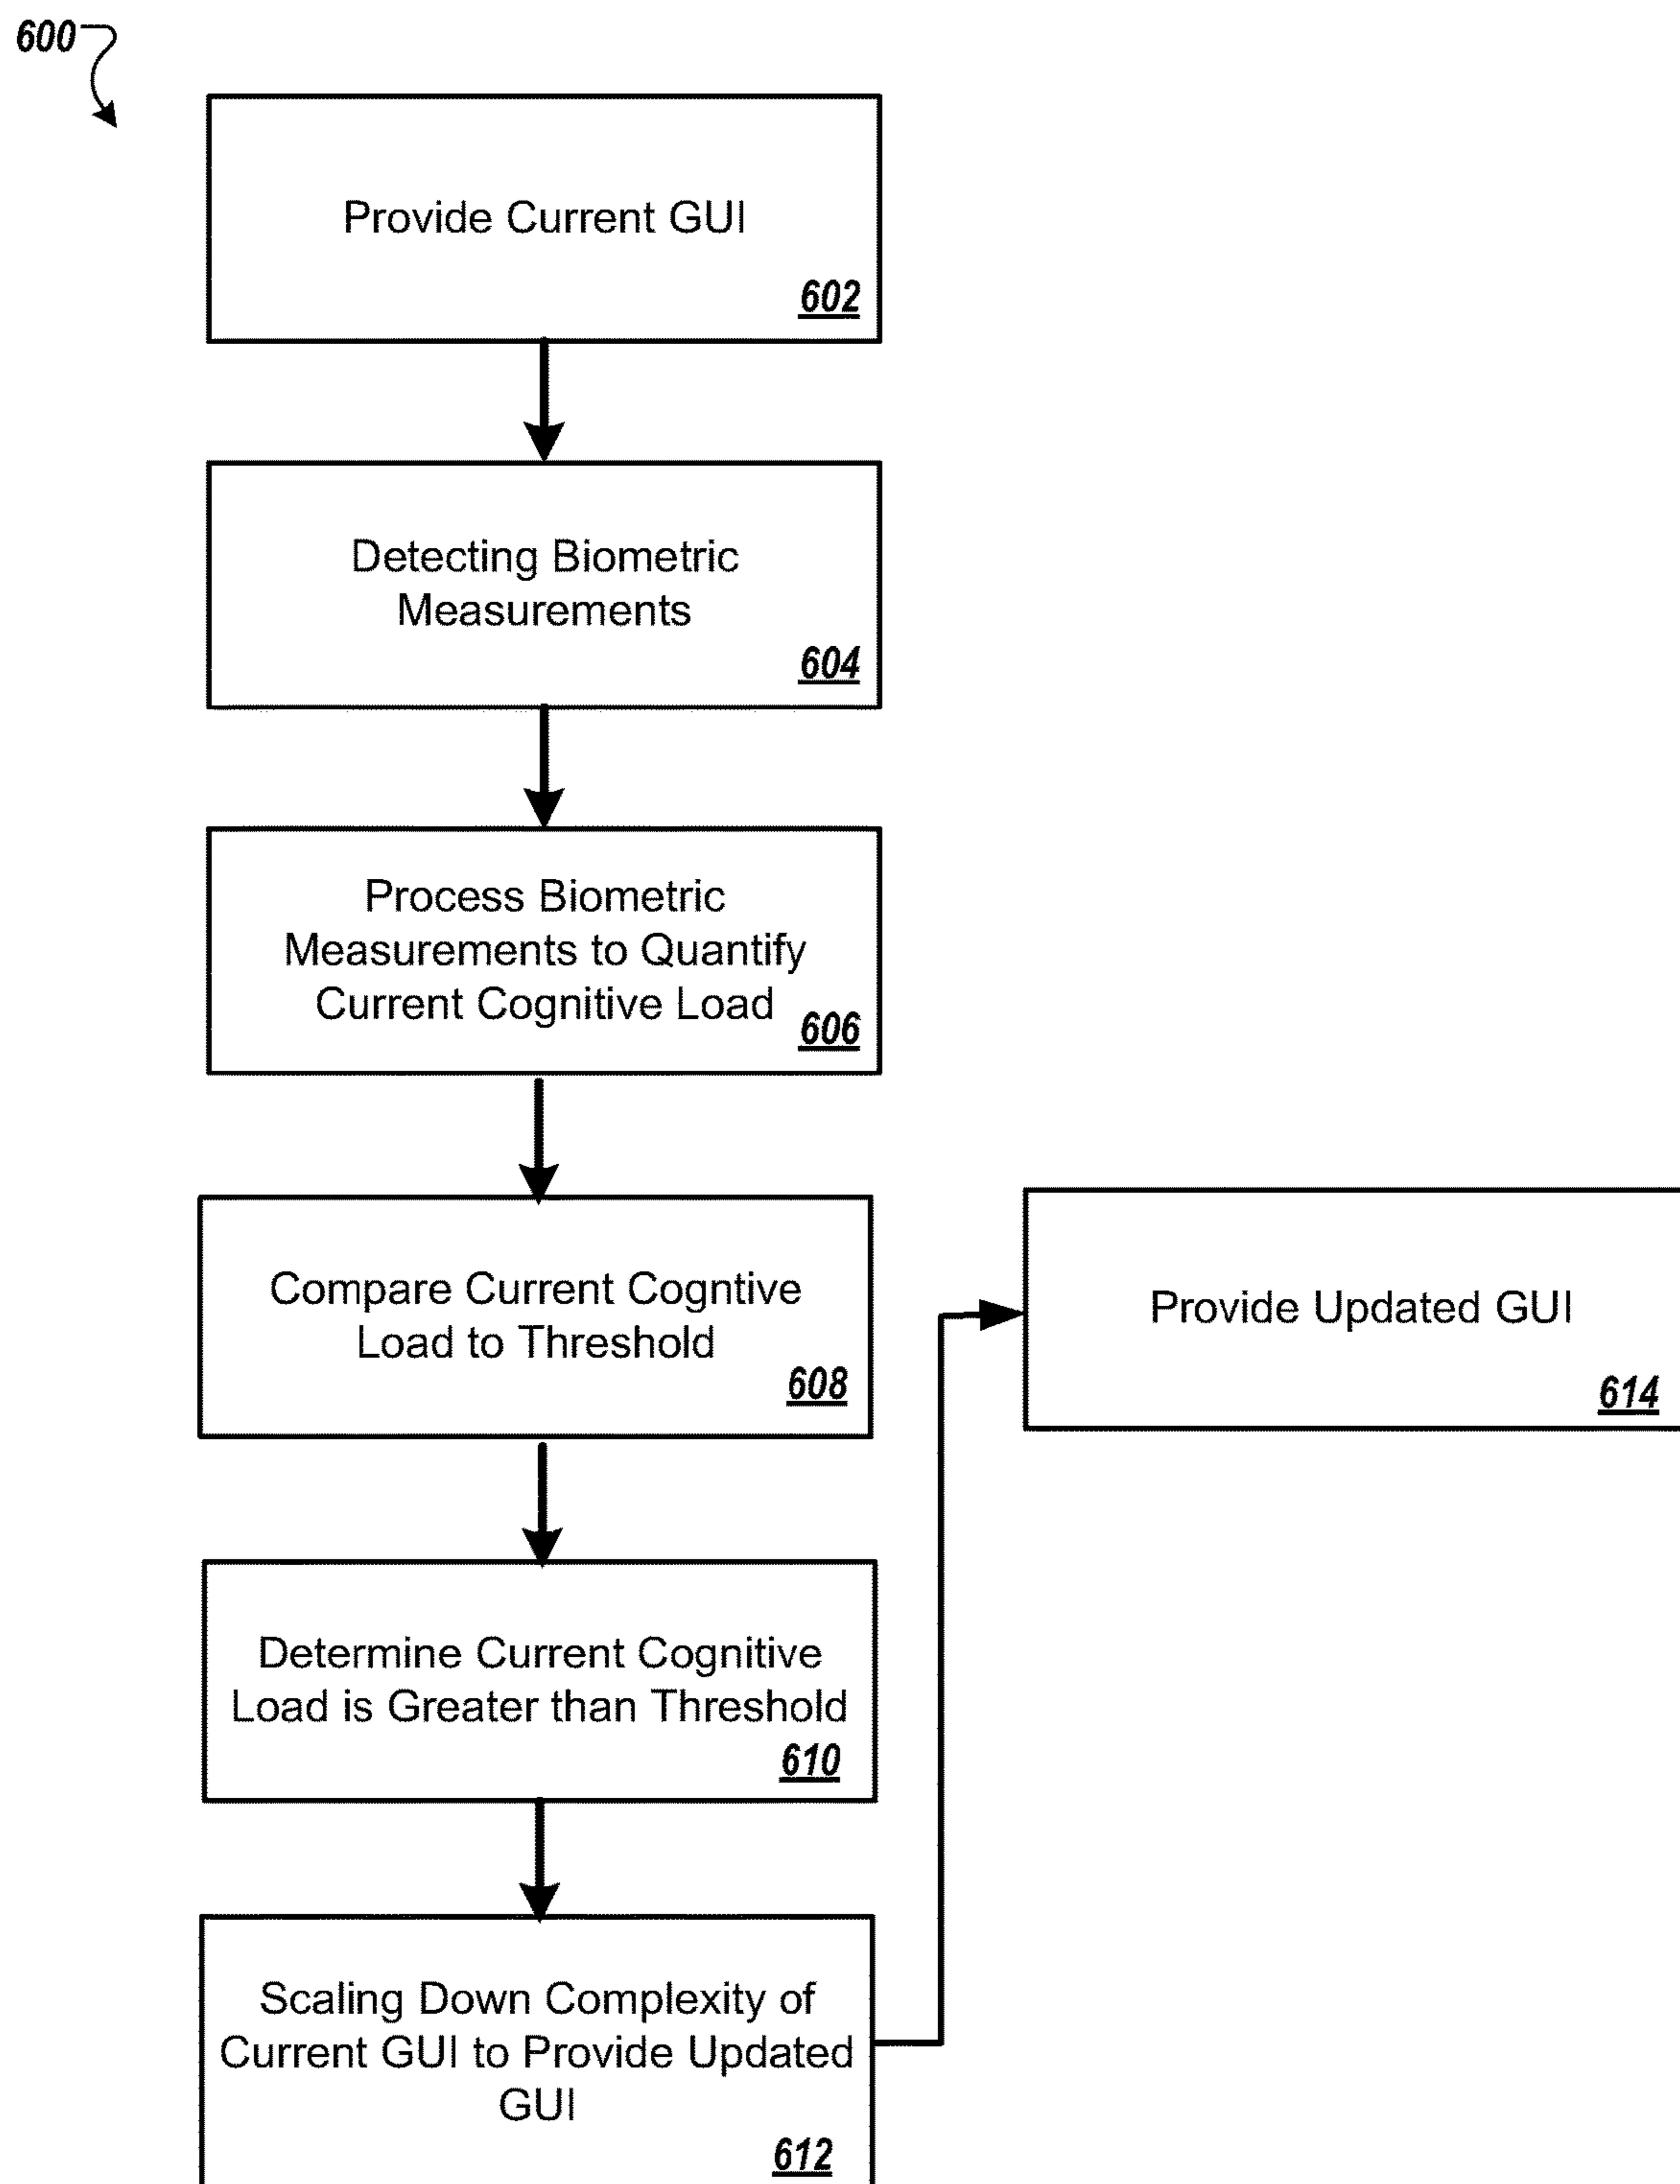 600
Provide Current GUI
602
Detecting Biometric
Measurements
604
Process Biometric
Measurements to Quantify
Current Cognitive Load
606
Compare Current Cogntive
Load to Threshold
608
Determine Current Cognitive
Load is Greater than Threshold
610
Scaling Down Complexity of
Current GUI to Provide Updated
GUI
612
Provide Updated GUI
614